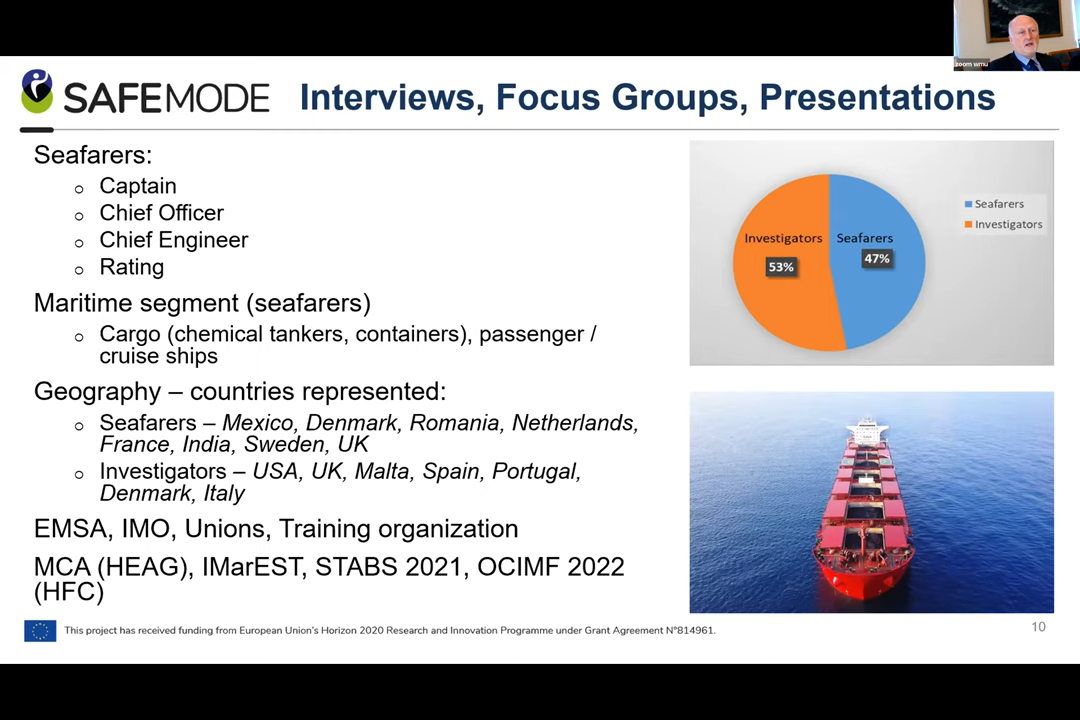 zoom wmu
SAFEMODE
Interviews, Focus Groups, Presentations
Seafarers:
o Captain
o Chief Officer
o Chief Engineer
o Rating
Maritime segment (seafarers)
o Cargo (chemical tankers, containers), passenger /
cruise ships
Geography – countries represented:
o Seafarers – Mexico, Denmark, Romania, Netherlands,
France, India, Sweden, UK
o Investigators – USA, UK, Malta, Spain, Portugal,
Denmark, Italy
EMSA, IMO, Unions, Training organization
MCA (HEAG), IMarEST, STABS 2021, OCIMF 2022
(HFC)
Investigators
53%
Seafarers
47%
Seafarers
Investigators
This project has received funding from European Union's Horizon 2020 Research and Innovation Programme under Grant Agreement N°814961.
10